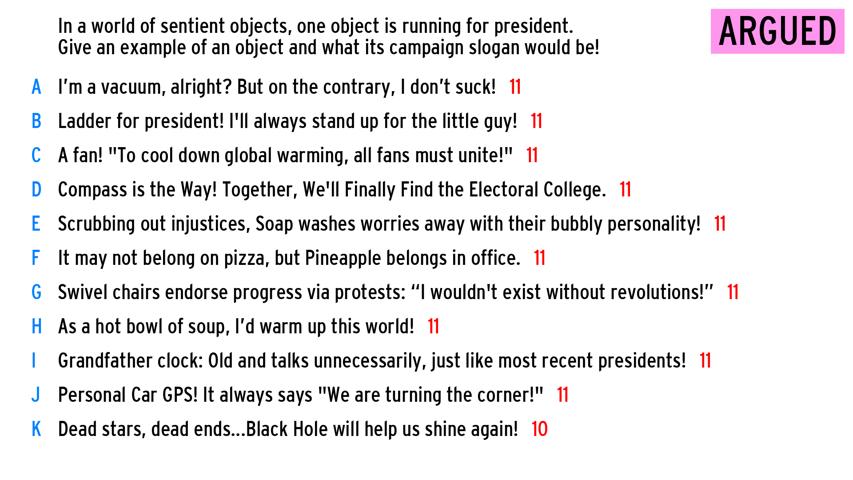 In a world of sentient objects, one object is running for president.
Give an example of an object and what its campaign slogan would be!
ARGUED
A I’m a vacuum, alright? But on the contrary, I don’t suck! 11
B Ladder for president! I'll always stand up for the little guy! 11
C A fan! "To cool down global warming, all fans must unite!" 11
D Compass is the Way! Together, We'll Finally Find the Electoral College. 11
E Scrubbing out injustices, Soap washes worries away with their bubbly personality! 11
F It may not belong on pizza, but Pineapple belongs in office. 11
G Swivel chairs endorse progress via protests: “I wouldn't exist without revolutions!” 11
H As a hot bowl of soup, I’d warm up this world! 11
I Grandfather clock: Old and talks unnecessarily, just like most recent presidents! 11
J Personal Car GPS! It always says "We are turning the corner!" 11
K Dead stars, dead ends...Black Hole will help us shine again! 10